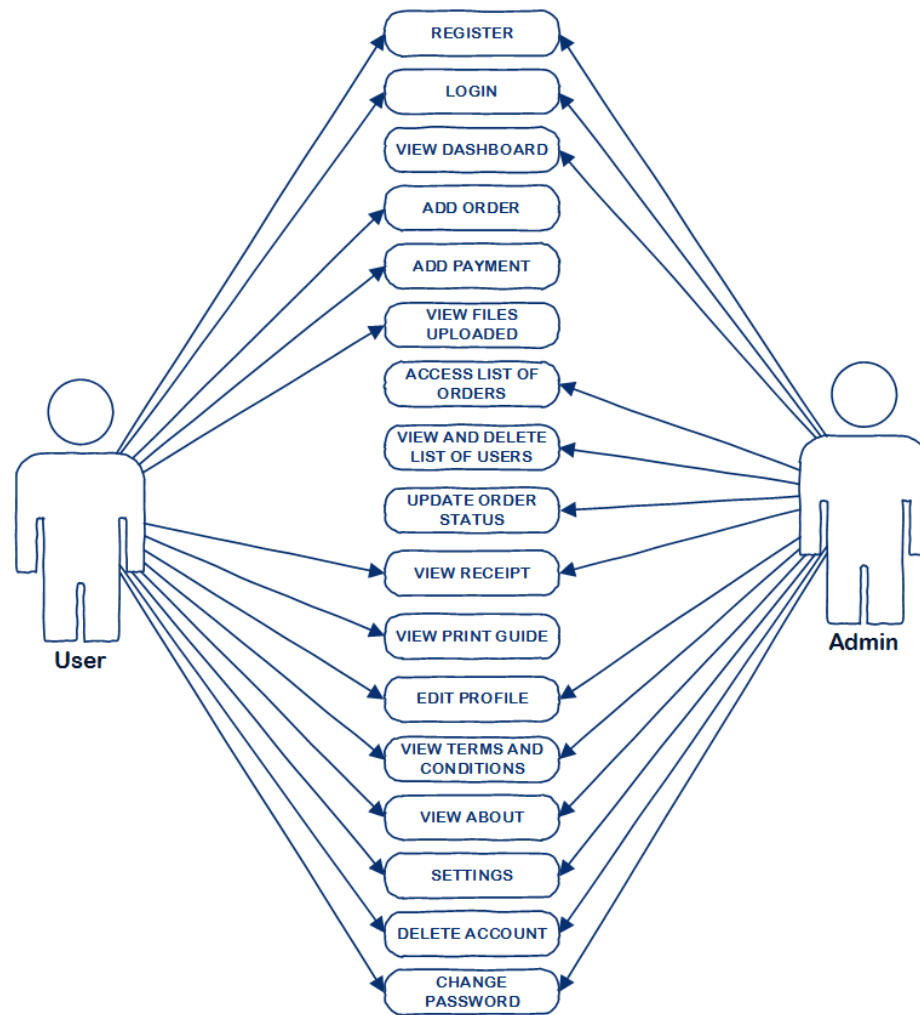 REGISTER
LOGIN
VIEW DASHBOARD
ADD ORDER
ADD PAYMENT
VIEW FILES
UPLOADED
ACCESS LIST OF
ORDERS
VIEW AND DELETE
LIST OF USERS
UPDATE ORDER
STATUS
VIEW RECEIPT
VIEW PRINT GUIDE
User
Admin
EDIT PROFILE
VIEW TERMS AND
CONDITIONS
VIEW ABOUT
SETTINGS
DELETE ACCOUNT
CHANGE
PASSWORD